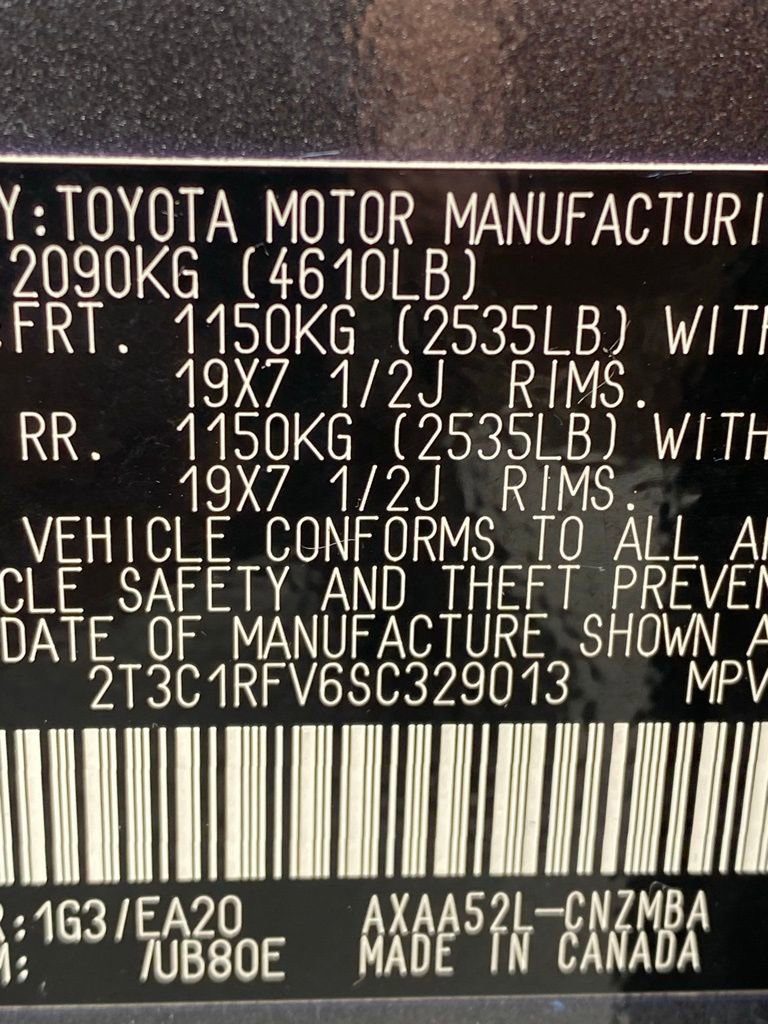 Y:TOYOTA MOTOR MANUFACTURI
2090KG (4610LB)
FRT. 1150KG (2535LB) WITH
19X7 1/2J RIMS.
RR. 1150KG (2535LB) WITH
19X7 1/2J RIMS.
VEHICLE CONFORMS TO ALL A
CLE SAFETY AND THEFT PREVEN
DATE OF MANUFACTURE SHOWN A
2T3C1RFV6SC329013 MPV
R:1G3/EA20 AXAA52L-CNZMBA
M: /UB80E MADE IN CANADA